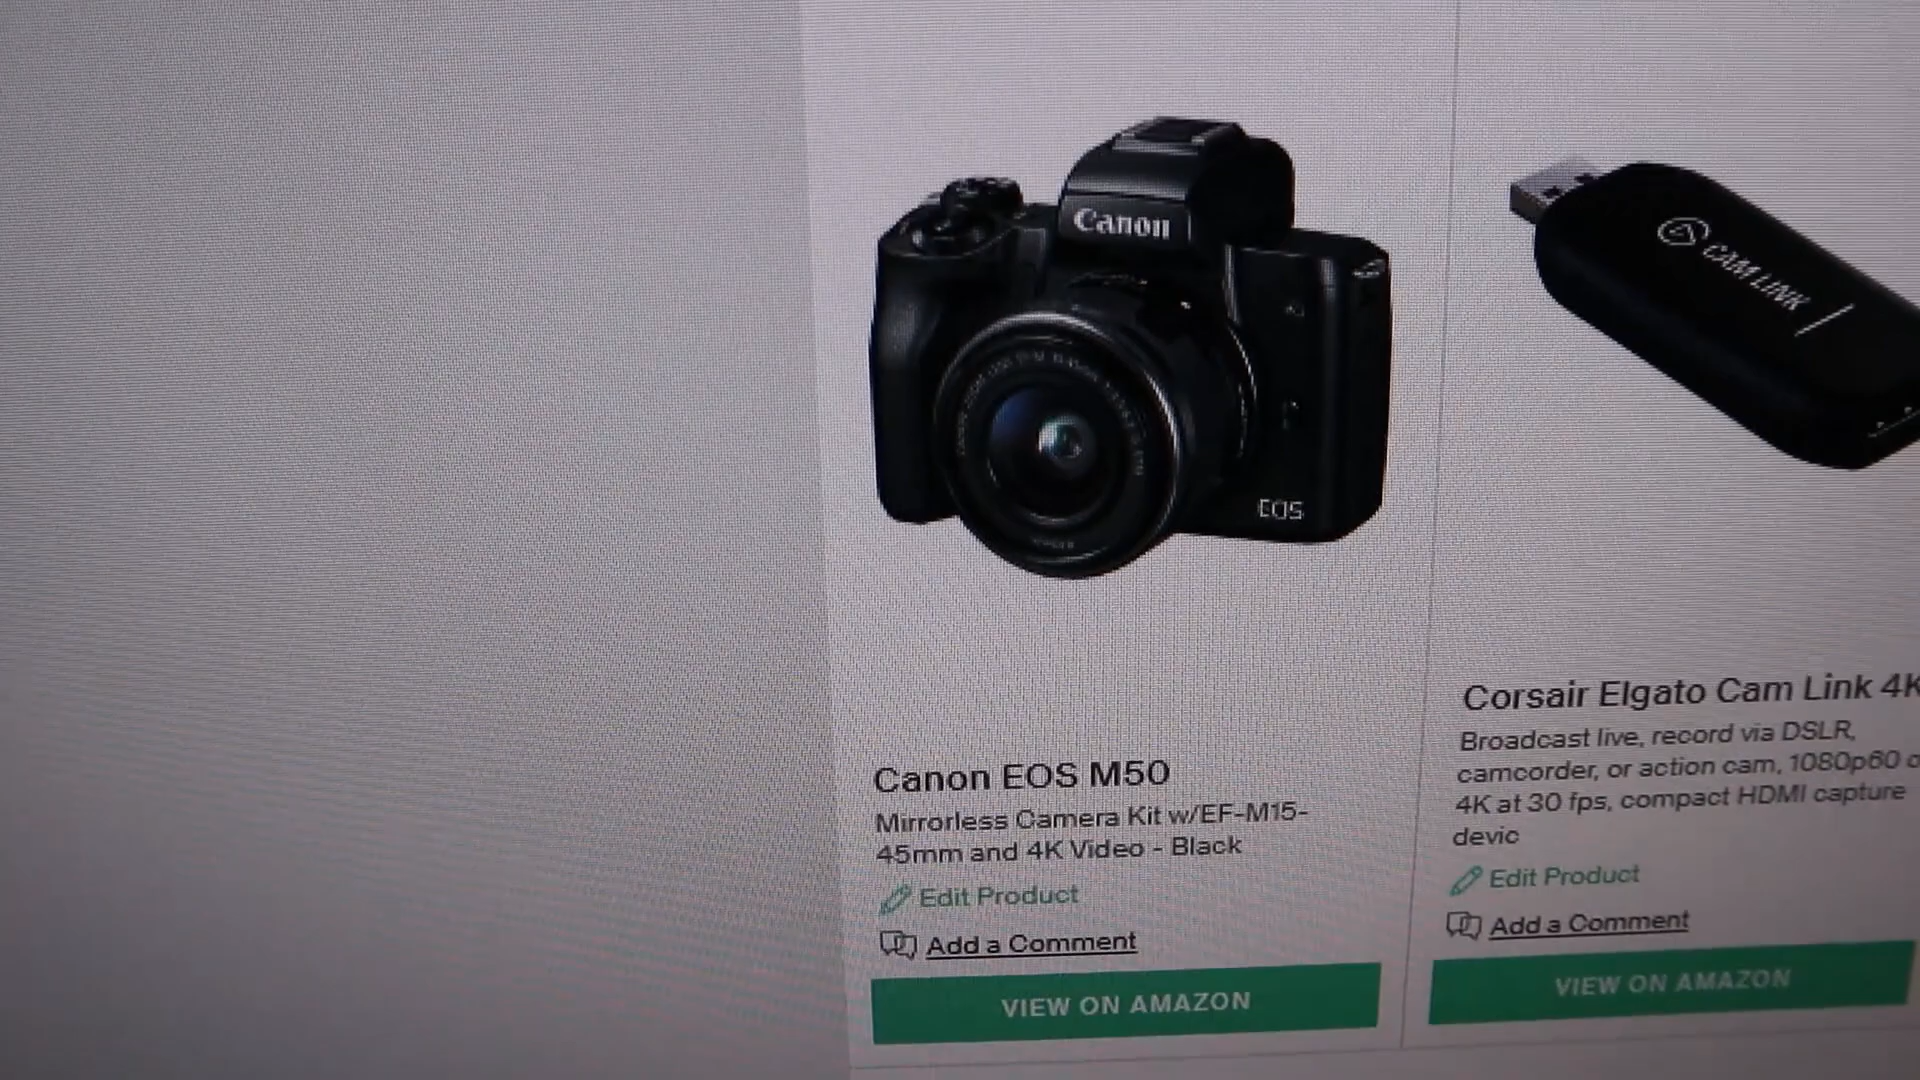 Canon
EOS
Canon EOS M50
Mirrorless Camera Kit w/EF-M15-
45mm and 4K Video - Black
Edit Product
Add a Comment
VIEW ON AMAZON
CAM LINK
Corsair Elgato Cam Link 4K
Broadcast live, record via DSLR,
camcorder, or action cam, 1080p60 o
4K at 30 fps, compact HDMI capture
devic
Edit Product
Add a Comment
VIEW ON AMAZON